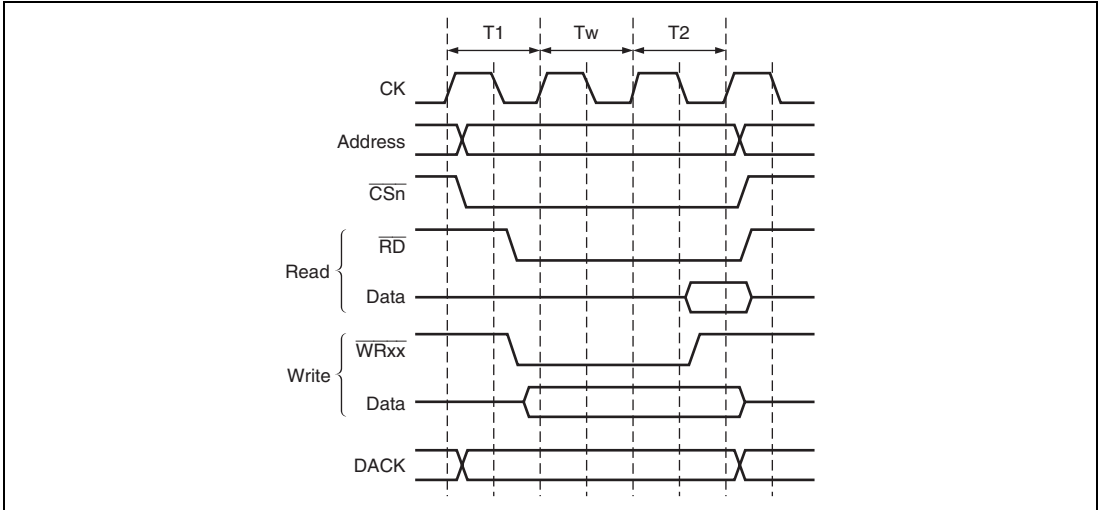 T1 Tw T2
CK
Address
CSn
RD
Read
Data
WRxx
Write
Data
DACK